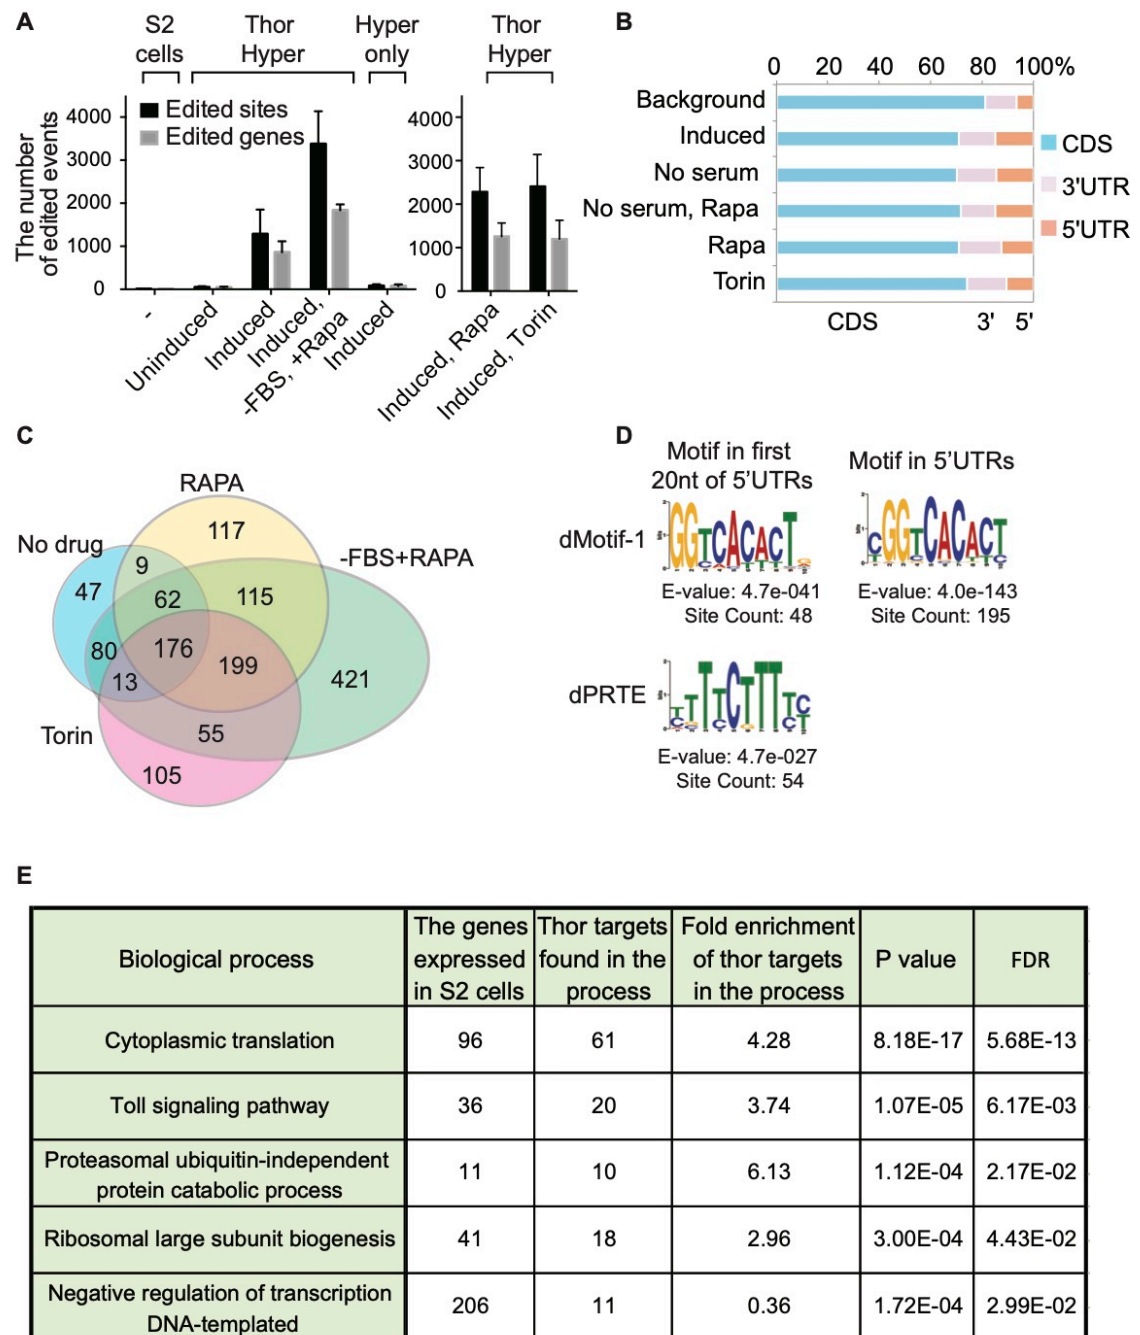 A
S2
cells
Thor
Hyper
Hyper
only
Thor
Hyper
Edited sites
Edited genes
The number
of edited events
4000
3000
2000
1000
0
-
Uninduced
Induced
Induced,
-FBS, +Rapa
Induced
4000
3000
2000
1000
0
Induced, Rapa
Induced, Torin
B
0 20 40 60 80 100%
Background
Induced
No serum
No serum, Rapa
Rapa
Torin
CDS 3' 5'
CDS
3'UTR
5'UTR
C
RAPA
No drug
-FBS+RAPA
Torin
117
9
47
62
115
80
176
199
421
13
55
105
D
Motif in first
20nt of 5'UTRs
Motif in 5'UTRs
dMotif-1
E-value: 4.7e-041
Site Count: 48
E-value: 4.0e-143
Site Count: 195
dPRTE
E-value: 4.7e-027
Site Count: 54
E
Biological process
The genes
expressed
in S2 cells
Thor targets
found in the
process
Fold enrichment
of thor targets
in the process
P value
FDR
Cytoplasmic translation 96 61 4.28 8.18E-17 5.68E-13
Toll signaling pathway 36 20 3.74 1.07E-05 6.17E-03
Proteasomal ubiquitin-independent
protein catabolic process
11 10 6.13 1.12E-04 2.17E-02
Ribosomal large subunit biogenesis 41 18 2.96 3.00E-04 4.43E-02
Negative regulation of transcription
DNA-templated
206 11 0.36 1.72E-04 2.99E-02